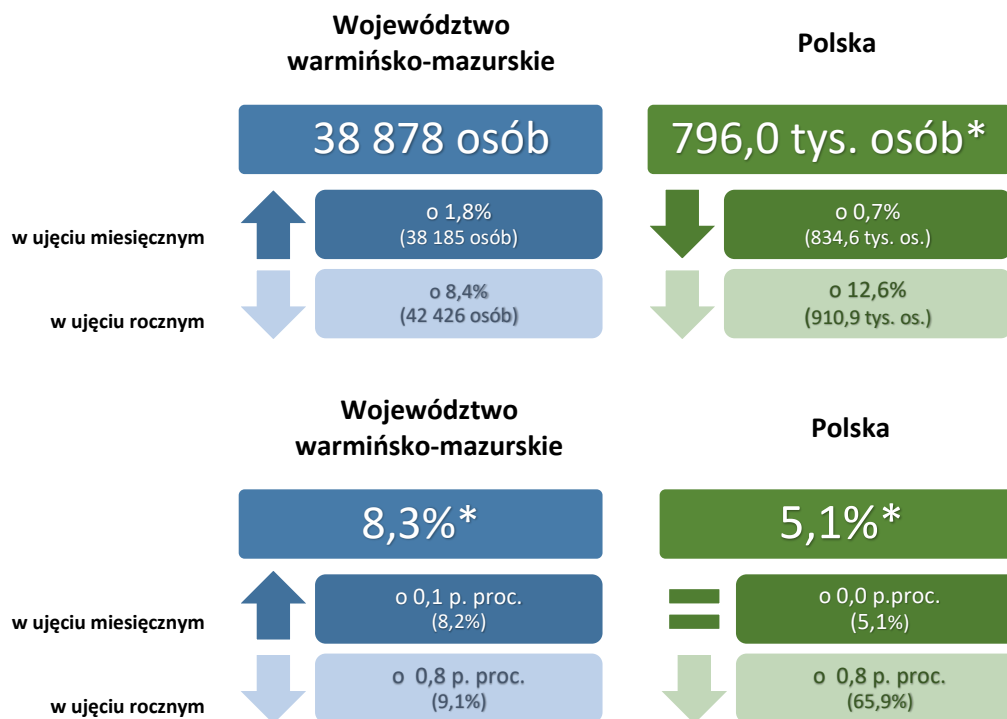 Województwo
warmińsko-mazurskie
Polska
38 878 osób
796,0 tys. osób*
w ujęciu miesięcznym
o 1,8%
(38 185 osób)
o 0,7%
(834,6 tys. os.)
w ujęciu rocznym
o 8,4%
(42 426 osób)
o 12,6%
(910,9 tys. os.)
Województwo
warmińsko-mazurskie
Polska
8,3%*
5,1%*
w ujęciu miesięcznym
o 0,1 p. proc.
(8,2%)
o 0,0 p.proc.
(5,1%)
w ujęciu rocznym
o 0,8 p. proc.
(9,1%)
o 0,8 p. proc.
(65,9%)